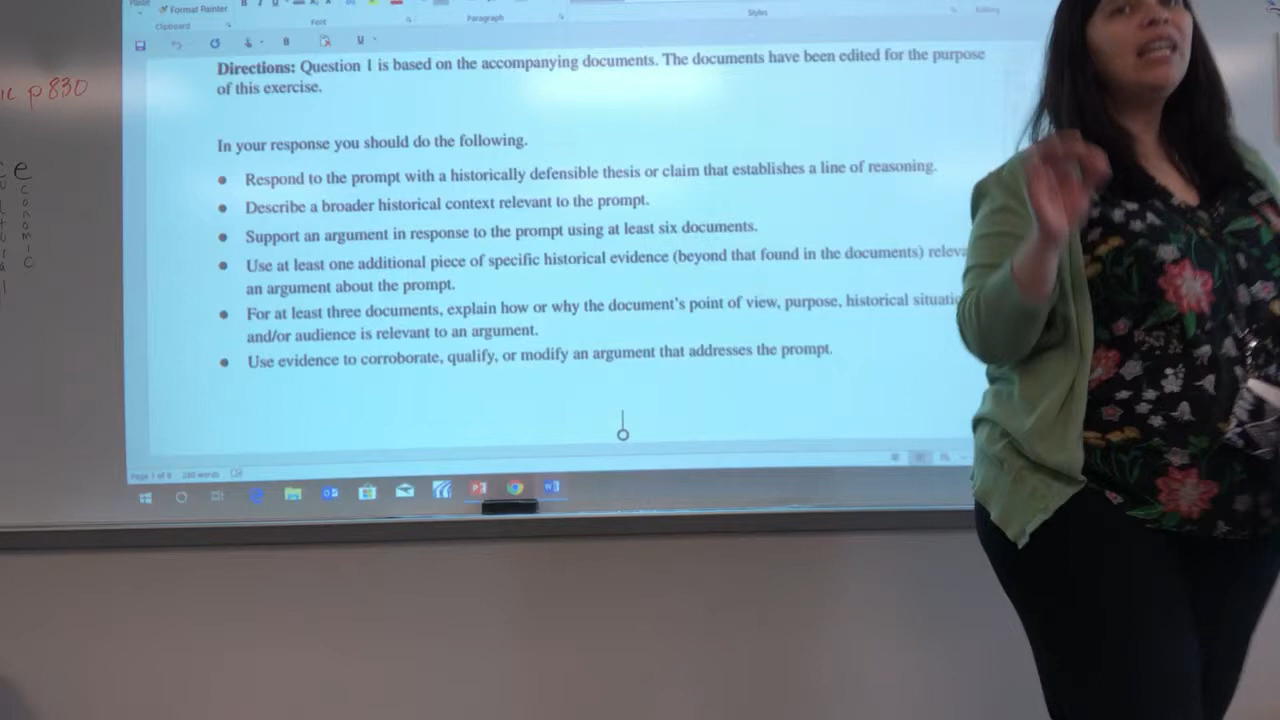 Format Painter
Clipboard
Font
Paragraph
Styles
Editing
Directions: Question 1 is based on the accompanying documents. The documents have been edited for the purpose
of this exercise.
In your response you should do the following.
● Respond to the prompt with a historically defensible thesis or claim that establishes a line of reasoning.
● Describe a broader historical context relevant to the prompt.
● Support an argument in response to the prompt using at least six documents.
● Use at least one additional piece of specific historical evidence (beyond that found in the documents) releva
an argument about the prompt.
● For at least three documents, explain how or why the document's point of view, purpose, historical situatio
and/or audience is relevant to an argument.
● Use evidence to corroborate, qualify, or modify an argument that addresses the prompt.
words
p830
economic